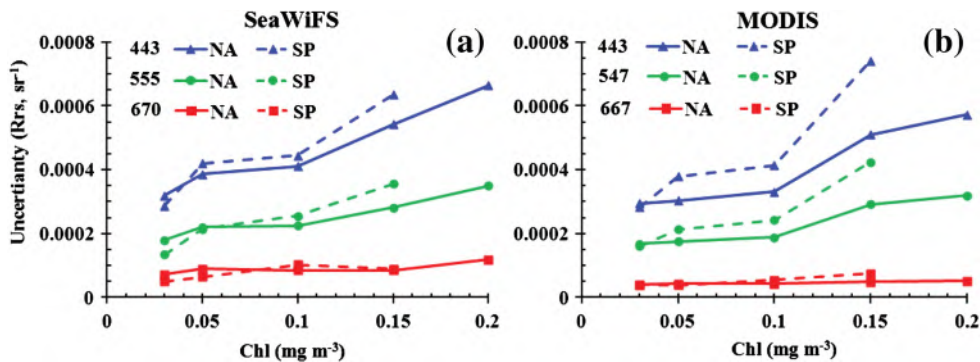 SeaWiFS
MODIS
0.0008
443 NA SP (a)
555 NA SP
670 NA SP
0.0006
0.0004
0.0002
0
Uncertianty (Rrs, sr-1)
0.05 0.1 0.15 0.2
Chl (mg m-3)
0.0008
443 NA SP (b)
547 NA SP
667 NA SP
0.0006
0.0004
0.0002
0
0.05 0.1 0.15 0.2
Chl (mg m-3)